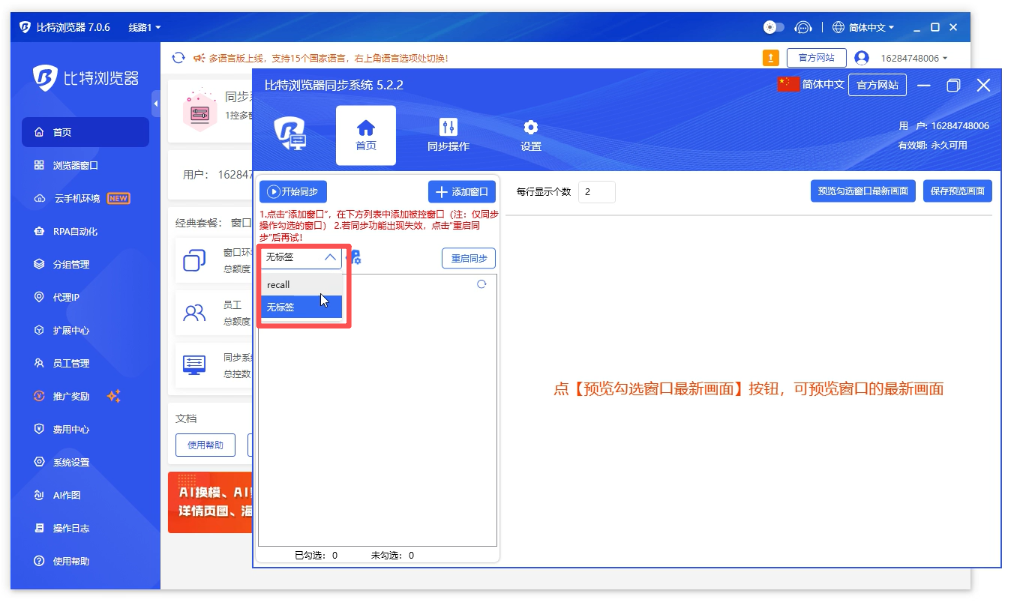 比特浏览器 7.0.6 线路1
简体中文
比特浏览器
多语言版上线，支持15个国家语言，右上角语言选项处切换!
官方网站
16284748006
首页
浏览器窗口
云手机环境 NEW
RPA自动化
分组管理
代理IP
扩展中心
员工管理
推广奖励
费用中心
系统设置
AI作图
操作日志
使用帮助
同步系
1控多
用户： 16284
经典套餐： 窗口
窗口环
总额度
员工
总额度
同步系
总控数
文档
使用帮助
AI换模、AI
详情页图、海
比特浏览器同步系统 5.2.2
简体中文
官方网站
首页
同步操作
设置
用 户: 16284748006
有效期: 永久可用
开始同步
添加窗口
1.点击"添加窗口"，在下方列表中添加被控窗口（注：仅同步
操作勾选的窗口） 2.若同步功能出现失效，点击"重启同
步"后再试!
无标签
重启同步
recall
无标签
已勾选： 0 未勾选： 0
每行显示个数 2
预览勾选窗口最新画面
保存预览画面
点【预览勾选窗口最新画面】按钮，可预览窗口的最新画面